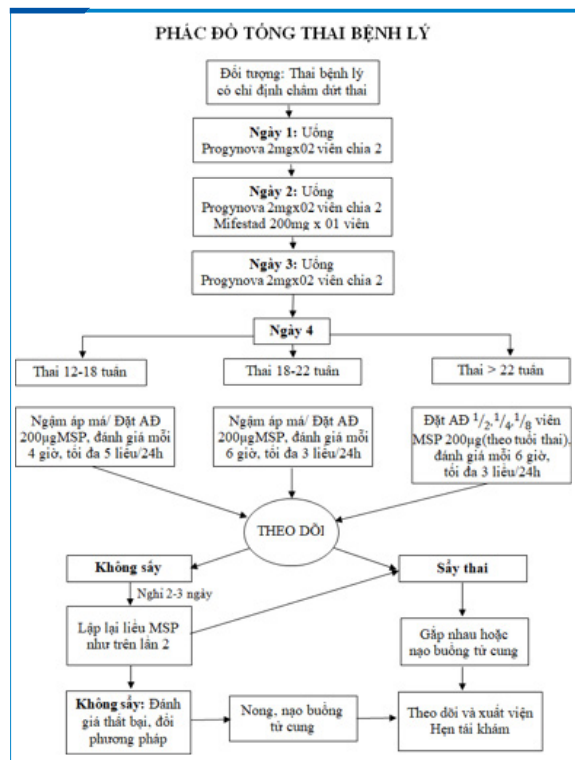 PHÁC ĐỒ TỐNG THAI BỆNH LÝ
Đối tượng: Thai bệnh lý
có chỉ định chấm dứt thai
Ngày 1: Uống
Progynova 2mgx02 viên chia 2
Ngày 2: Uống
Progynova 2mgx02 viên chia 2
Mifestad 200mg x 01 viên
Ngày 3: Uống
Progynova 2mgx02 viên chia 2
Ngày 4
Thai 12-18 tuần
Thai 18-22 tuần
Thai > 22 tuần
Ngậm áp má/ Đặt AĐ
200µgMSP, đánh giá mỗi
4 giờ, tối đa 5 liều/24h
Ngậm áp má/ Đặt AĐ
200µgMSP, đánh giá mỗi
6 giờ, tối đa 3 liều/24h
Đặt AĐ 1/2,1/4,1/8 viên
MSP 200µg(theo tuổi thai),
đánh giá mỗi 6 giờ,
tối đa 3 liều/24h
THEO DÕI
Không sẩy
Sẩy thai
Nghỉ 2-3 ngày
Lập lại liều MSP
như trên lần 2
Gắp nhau hoặc
nạo buồng tử cung
Không sẩy: Đánh
giá thất bại, đổi
phương pháp
Nong, nạo buồng
tử cung
Theo dõi và xuất viện
Hẹn tái khám